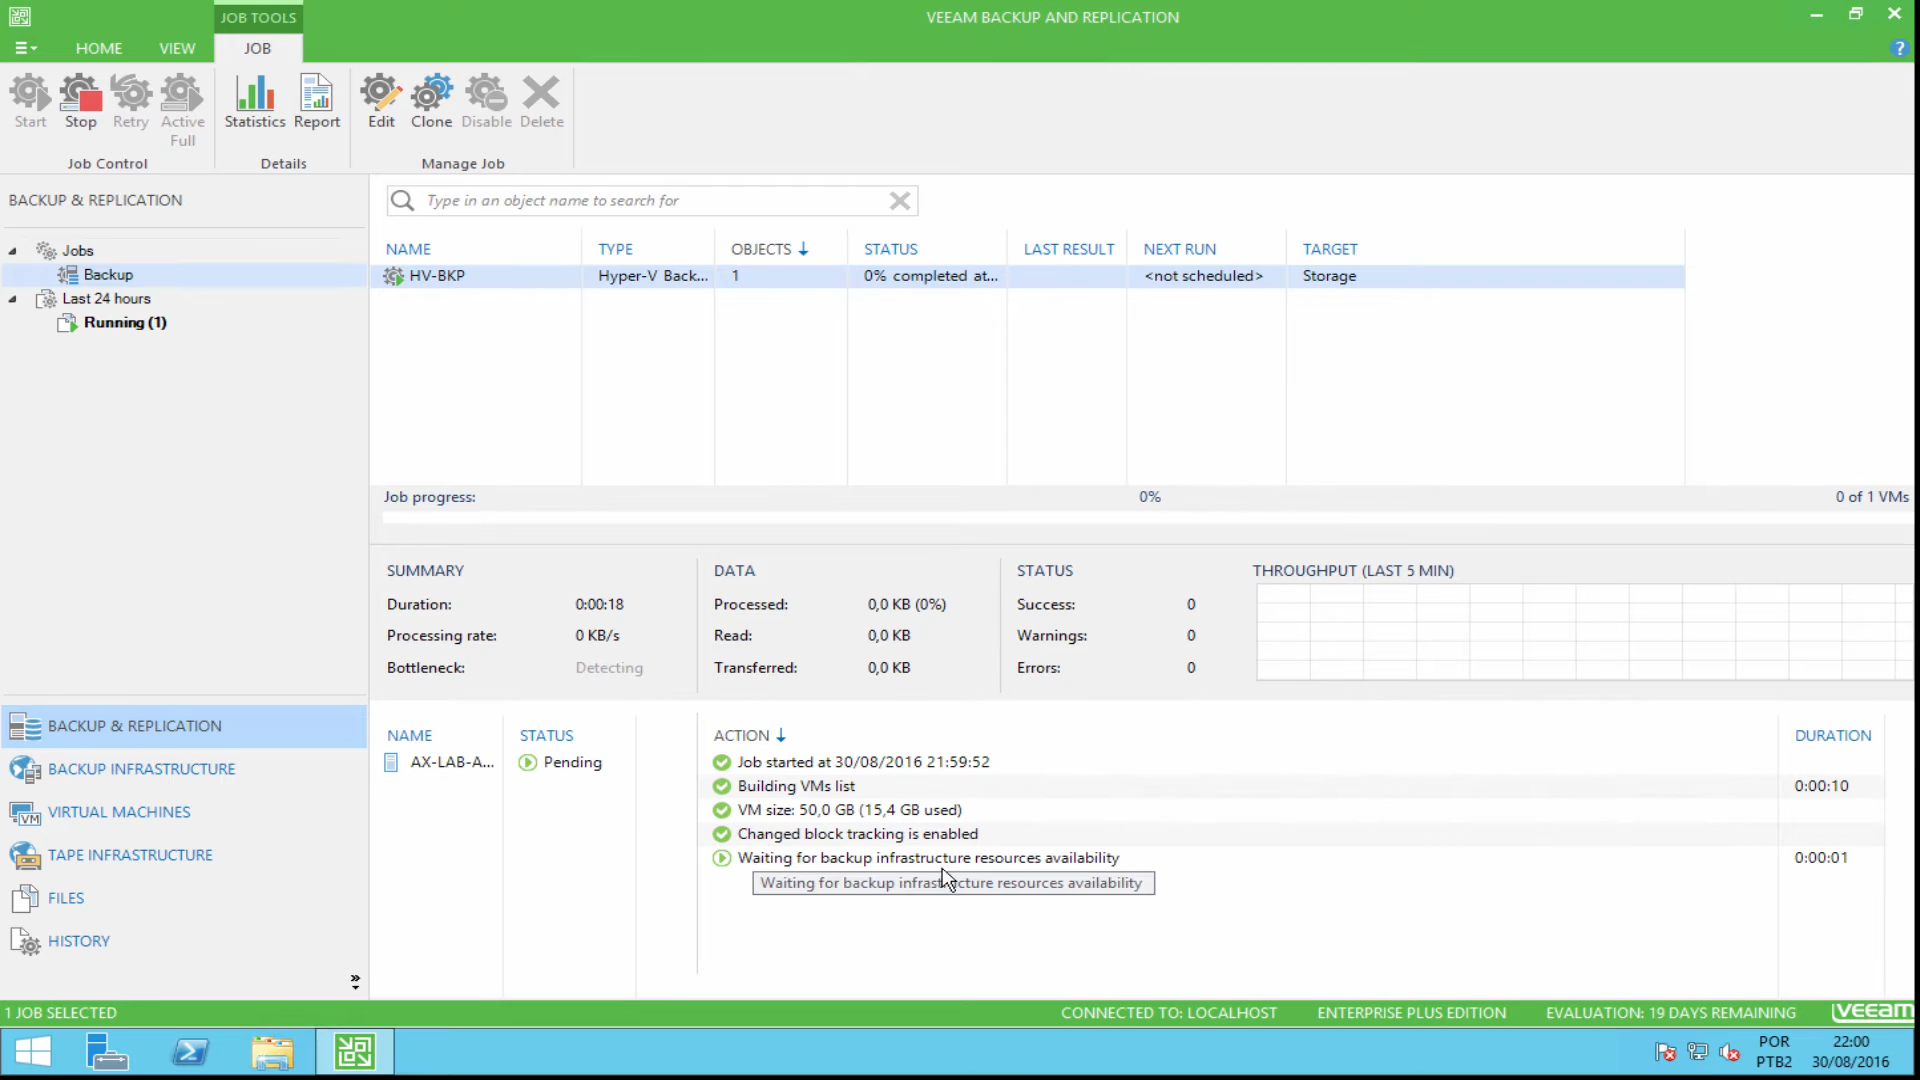 JOB TOOLS
VEEAM BACKUP AND REPLICATION
HOME VIEW JOB
?
Start Stop Retry Active Full Statistics Report Edit Clone Disable Delete
Job Control Details Manage Job
BACKUP & REPLICATION
Jobs
Backup
Last 24 hours
Running (1)
Type in an object name to search for
NAME TYPE OBJECTS STATUS LAST RESULT NEXT RUN TARGET
HV-BKP Hyper-V Back... 1 0% completed at... <not scheduled> Storage
Job progress: 0% 0 of 1 VMs
SUMMARY DATA STATUS THROUGHPUT (LAST 5 MIN)
Duration: 0:00:18 Processed: 0,0 KB (0%) Success: 0
Processing rate: 0 KB/s Read: 0,0 KB Warnings: 0
Bottleneck: Detecting Transferred: 0,0 KB Errors: 0
NAME STATUS ACTION DURATION
AX-LAB-A... Pending Job started at 30/08/2016 21:59:52
Building VMs list 0:00:10
VM size: 50,0 GB (15,4 GB used)
Changed block tracking is enabled
Waiting for backup infrastructure resources availability 0:00:01
Waiting for backup infrastructure resources availability
BACKUP & REPLICATION
BACKUP INFRASTRUCTURE
VM
VIRTUAL MACHINES
TAPE INFRASTRUCTURE
FILES
HISTORY
1 JOB SELECTED CONNECTED TO: LOCALHOST ENTERPRISE PLUS EDITION EVALUATION: 19 DAYS REMAINING veeam
POR 22:00
PTB2 30/08/2016